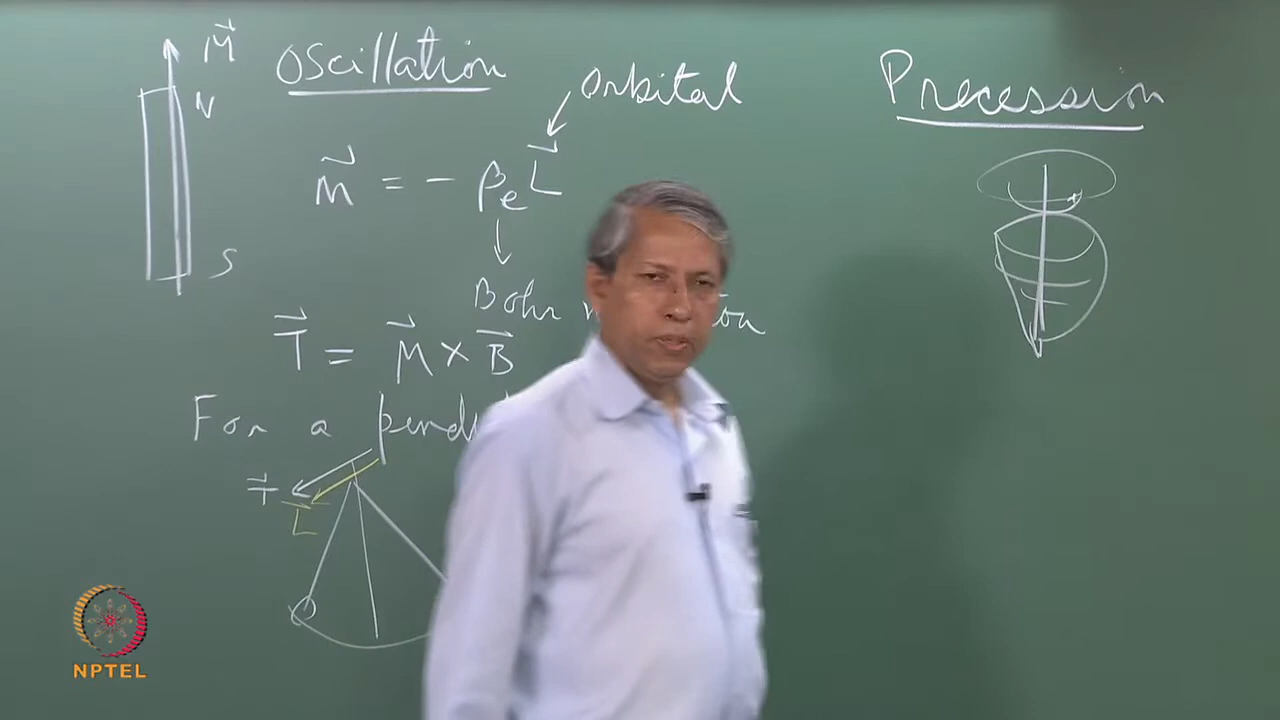 M⃗
N
S
Oscillation
orbital
m⃗ = - βₑ L⃗
Bohr
T⃗ = M⃗ × B⃗
For a
T⃗
L⃗
Precession
NPTEL